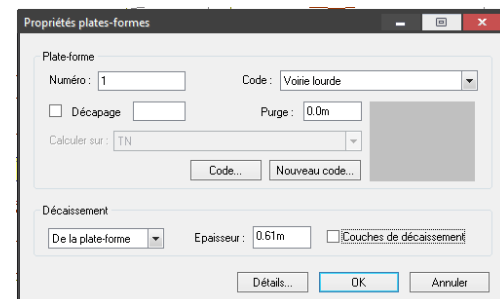 Propriétés plates-formes
Plate-forme
Numéro : 1 Code : Voirie lourde
Décapage Purge : 0.0m
Calculer sur : TN
Code... Nouveau code...
Décaissement
De la plate-forme Epaisseur : 0.61m Couches de décaissement
Détails... OK Annuler